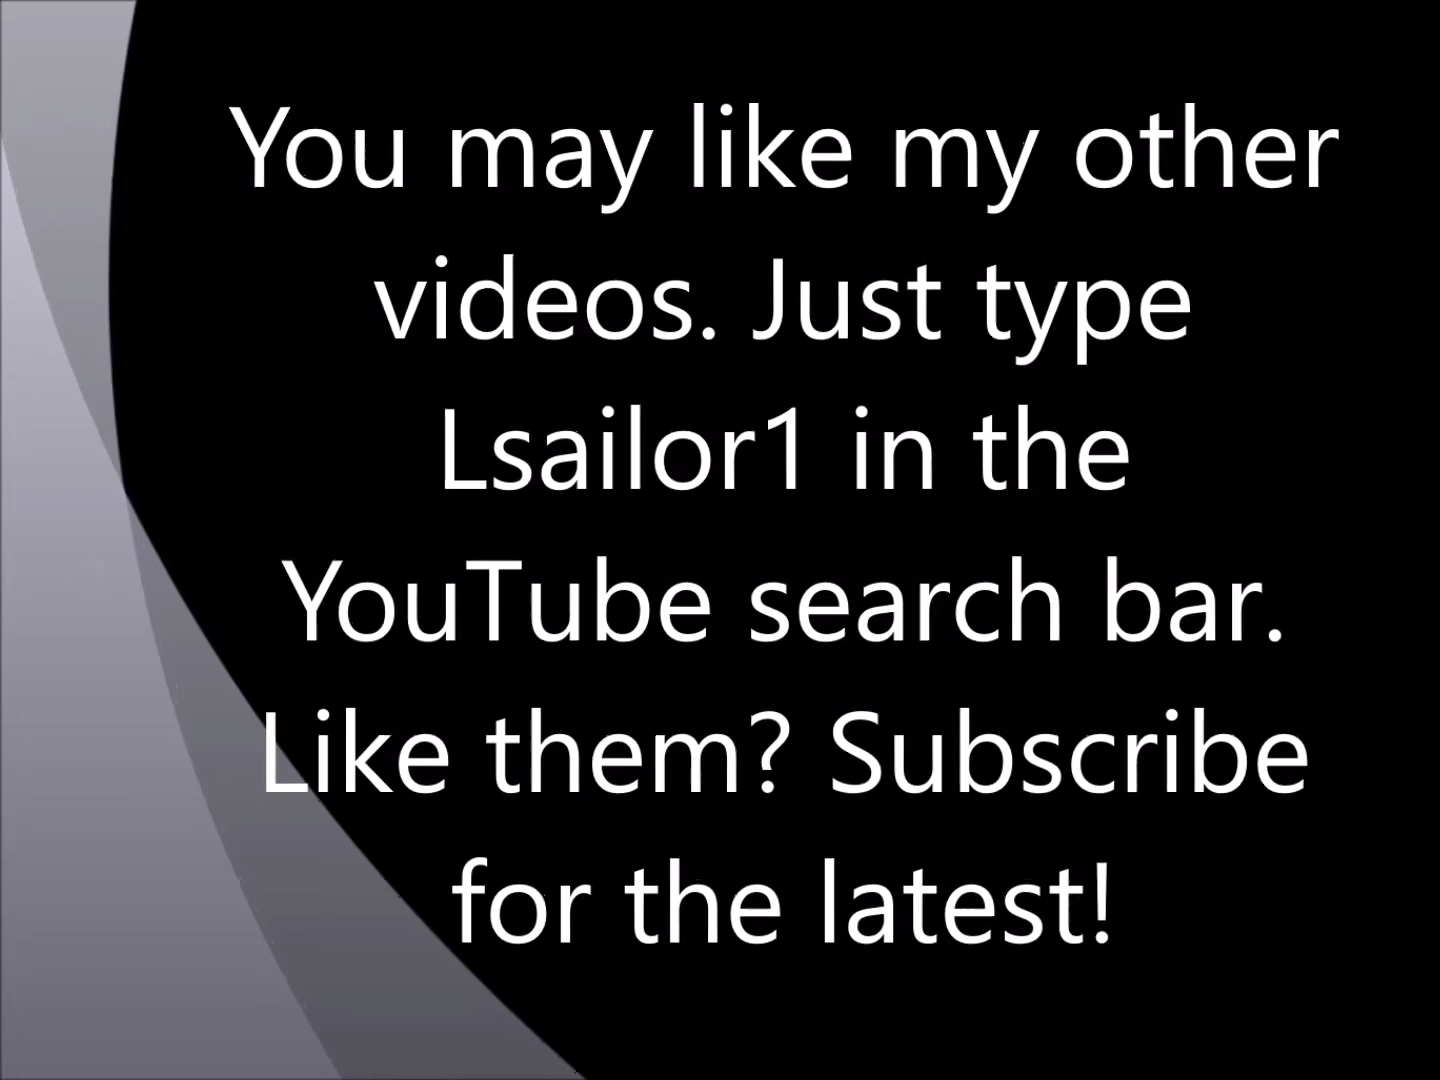 You may like my other
videos. Just type
Lsailor1 in the
YouTube search bar.
Like them? Subscribe
for the latest!